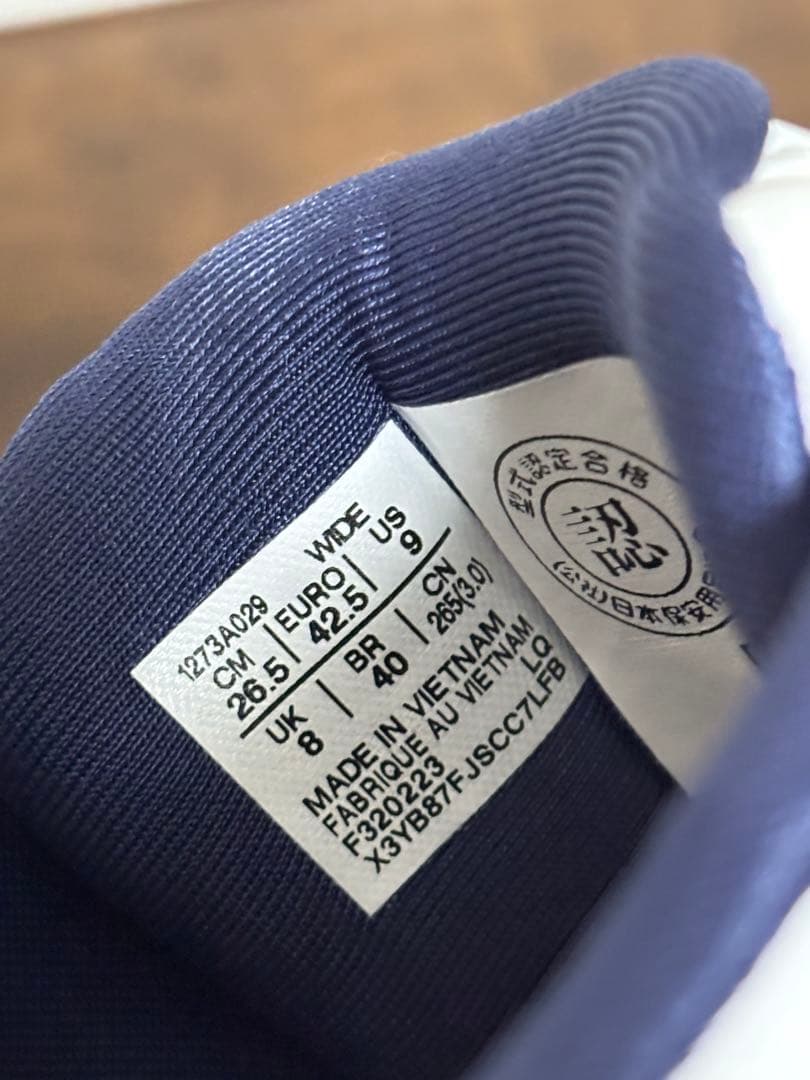 WIDE
1273A029
CM | EURO | US
26.5 | 42.5 | 9
UK | BR | CN
8 | 40 | 265(3.0)
MADE IN VIETNAM
FABRIQUE AU VIETNAM
F320223 LQ
X3YB87FJSCC7LFB
型式認定合格
認
(公社)日本保安用品